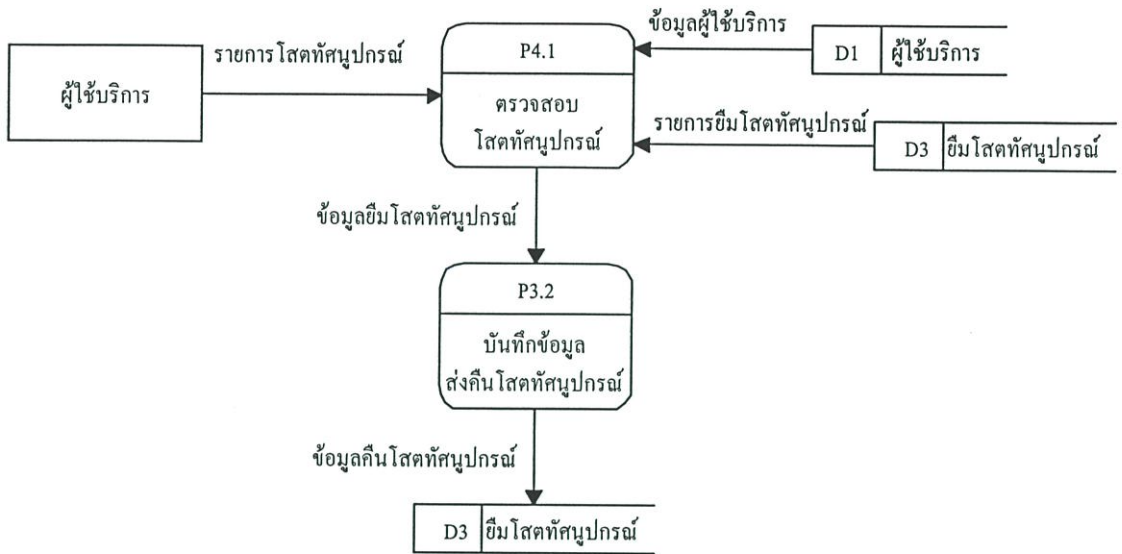 ข้อมูลผู้ใช้บริการ
P4.1
D1 ผู้ใช้บริการ
รายการโสตทัศนูปกรณ์
ผู้ใช้บริการ
ตรวจสอบ
โสตทัศนูปกรณ์
รายการยืมโสตทัศนูปกรณ์
D3 ยืมโสตทัศนูปกรณ์
ข้อมูลยืมโสตทัศนูปกรณ์
P3.2
บันทึกข้อมูล
ส่งคืนโสตทัศนูปกรณ์
ข้อมูลคืนโสตทัศนูปกรณ์
D3 ยืมโสตทัศนูปกรณ์